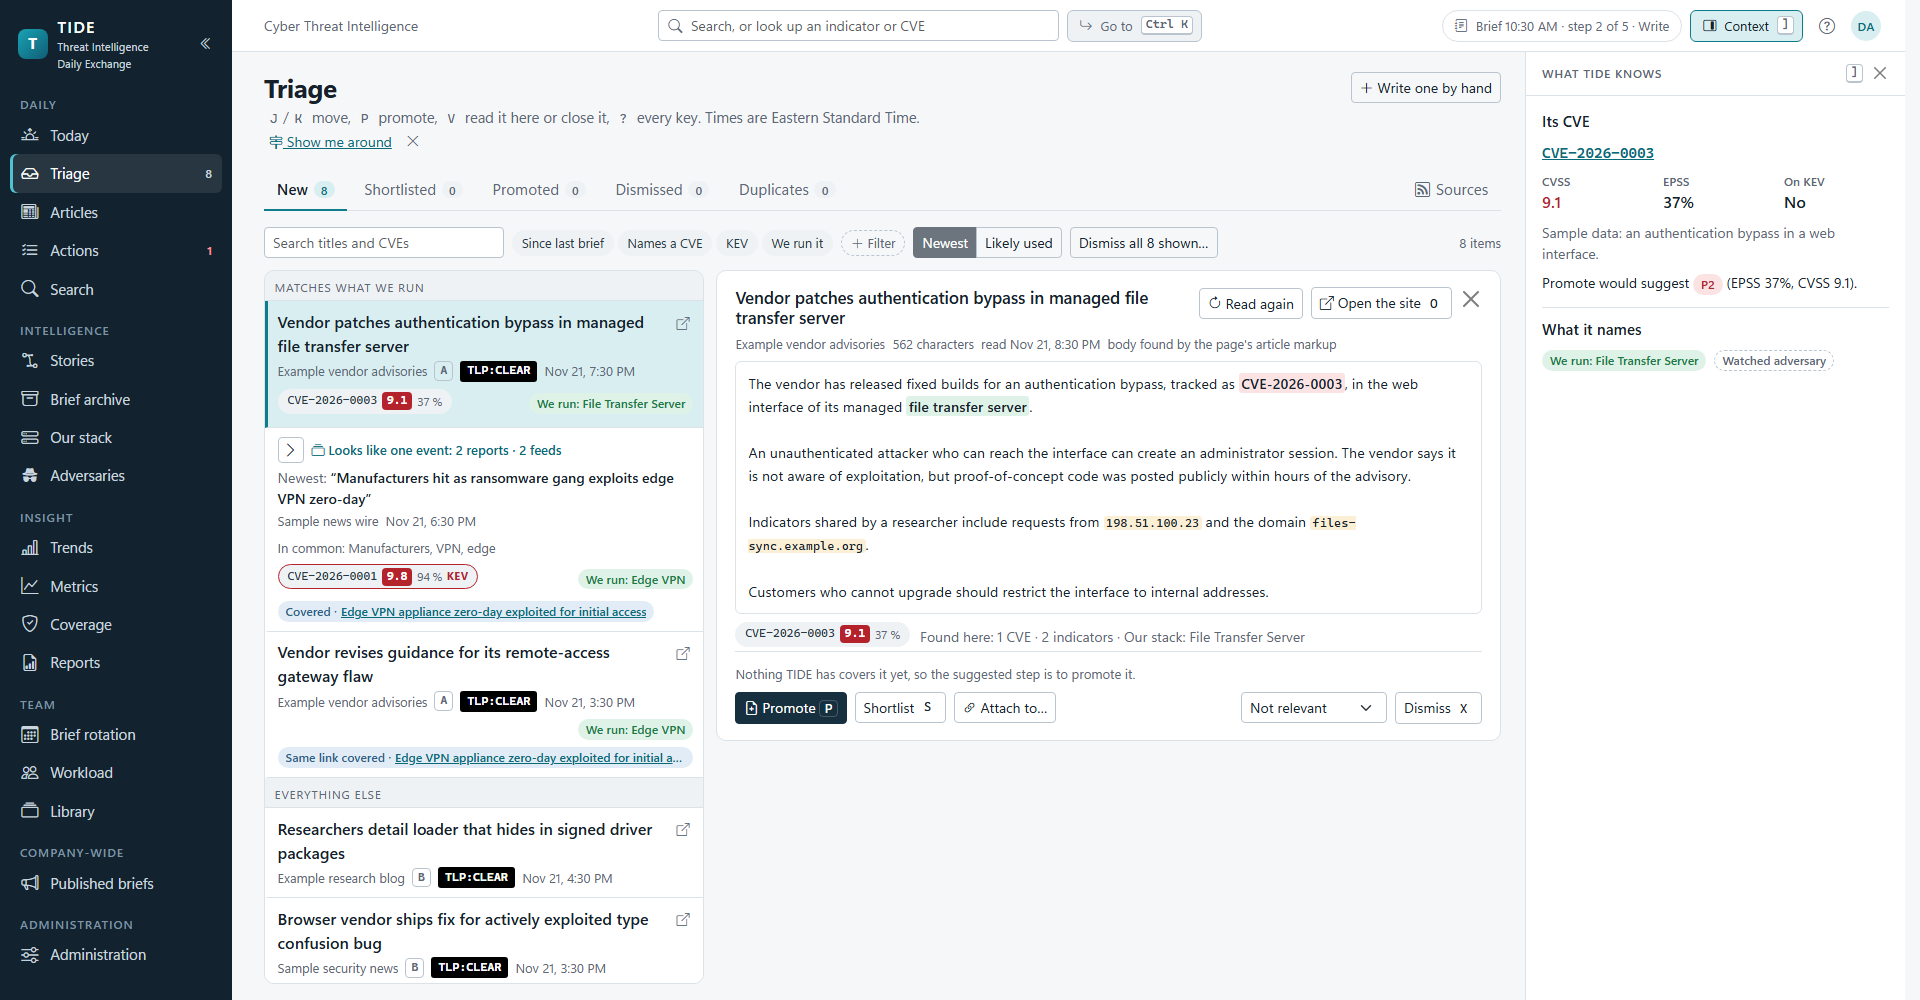 T
TIDE
Threat Intelligence
Daily Exchange
DAILY
Today
Triage 8
Articles
Actions 1
Search
INTELLIGENCE
Stories
Brief archive
Our stack
Adversaries
INSIGHT
Trends
Metrics
Coverage
Reports
TEAM
Brief rotation
Workload
Library
COMPANY-WIDE
Published briefs
ADMINISTRATION
Administration
Cyber Threat Intelligence
Search, or look up an indicator or CVE
Go to Ctrl K
Brief 10:30 AM · step 2 of 5 · Write
Context ]
?
DA
Triage
Write one by hand
J / K move, P promote, V read it here or close it, ? every key. Times are Eastern Standard Time.
Show me around
New 8 Shortlisted 0 Promoted 0 Dismissed 0 Duplicates 0
Sources
Search titles and CVEs
Since last brief Names a CVE KEV We run it + Filter
Newest Likely used
Dismiss all 8 shown...
8 items
MATCHES WHAT WE RUN
Vendor patches authentication bypass in managed
file transfer server
Example vendor advisories A TLP:CLEAR Nov 21, 7:30 PM
CVE-2026-0003 9.1 37 %
We run: File Transfer Server
Looks like one event: 2 reports · 2 feeds
Newest: “Manufacturers hit as ransomware gang exploits edge
VPN zero-day”
Sample news wire Nov 21, 6:30 PM
In common: Manufacturers, VPN, edge
CVE-2026-0001 9.8 94 % KEV
We run: Edge VPN
Covered · Edge VPN appliance zero-day exploited for initial access
Vendor revises guidance for its remote-access
gateway flaw
Example vendor advisories A TLP:CLEAR Nov 21, 3:30 PM
We run: Edge VPN
Same link covered · Edge VPN appliance zero-day exploited for initial a...
EVERYTHING ELSE
Researchers detail loader that hides in signed driver
packages
Example research blog B TLP:CLEAR Nov 21, 4:30 PM
Browser vendor ships fix for actively exploited type
confusion bug
Sample security news B TLP:CLEAR Nov 21, 3:30 PM
Vendor patches authentication bypass in managed file
transfer server
Read again
Open the site O
Example vendor advisories 562 characters read Nov 21, 8:30 PM body found by the page's article markup
The vendor has released fixed builds for an authentication bypass, tracked as CVE-2026-0003, in the web
interface of its managed file transfer server.
An unauthenticated attacker who can reach the interface can create an administrator session. The vendor says it
is not aware of exploitation, but proof-of-concept code was posted publicly within hours of the advisory.
Indicators shared by a researcher include requests from 198.51.100.23 and the domain files-
sync.example.org.
Customers who cannot upgrade should restrict the interface to internal addresses.
CVE-2026-0003 9.1 37 %
Found here: 1 CVE · 2 indicators · Our stack: File Transfer Server
Nothing TIDE has covers it yet, so the suggested step is to promote it.
Promote P
Shortlist S
Attach to...
Not relevant
Dismiss X
WHAT TIDE KNOWS
]
Its CVE
CVE-2026-0003
CVSS EPSS On KEV
9.1 37% No
Sample data: an authentication bypass in a web
interface.
Promote would suggest P2 (EPSS 37%, CVSS 9.1).
What it names
We run: File Transfer Server
Watched adversary